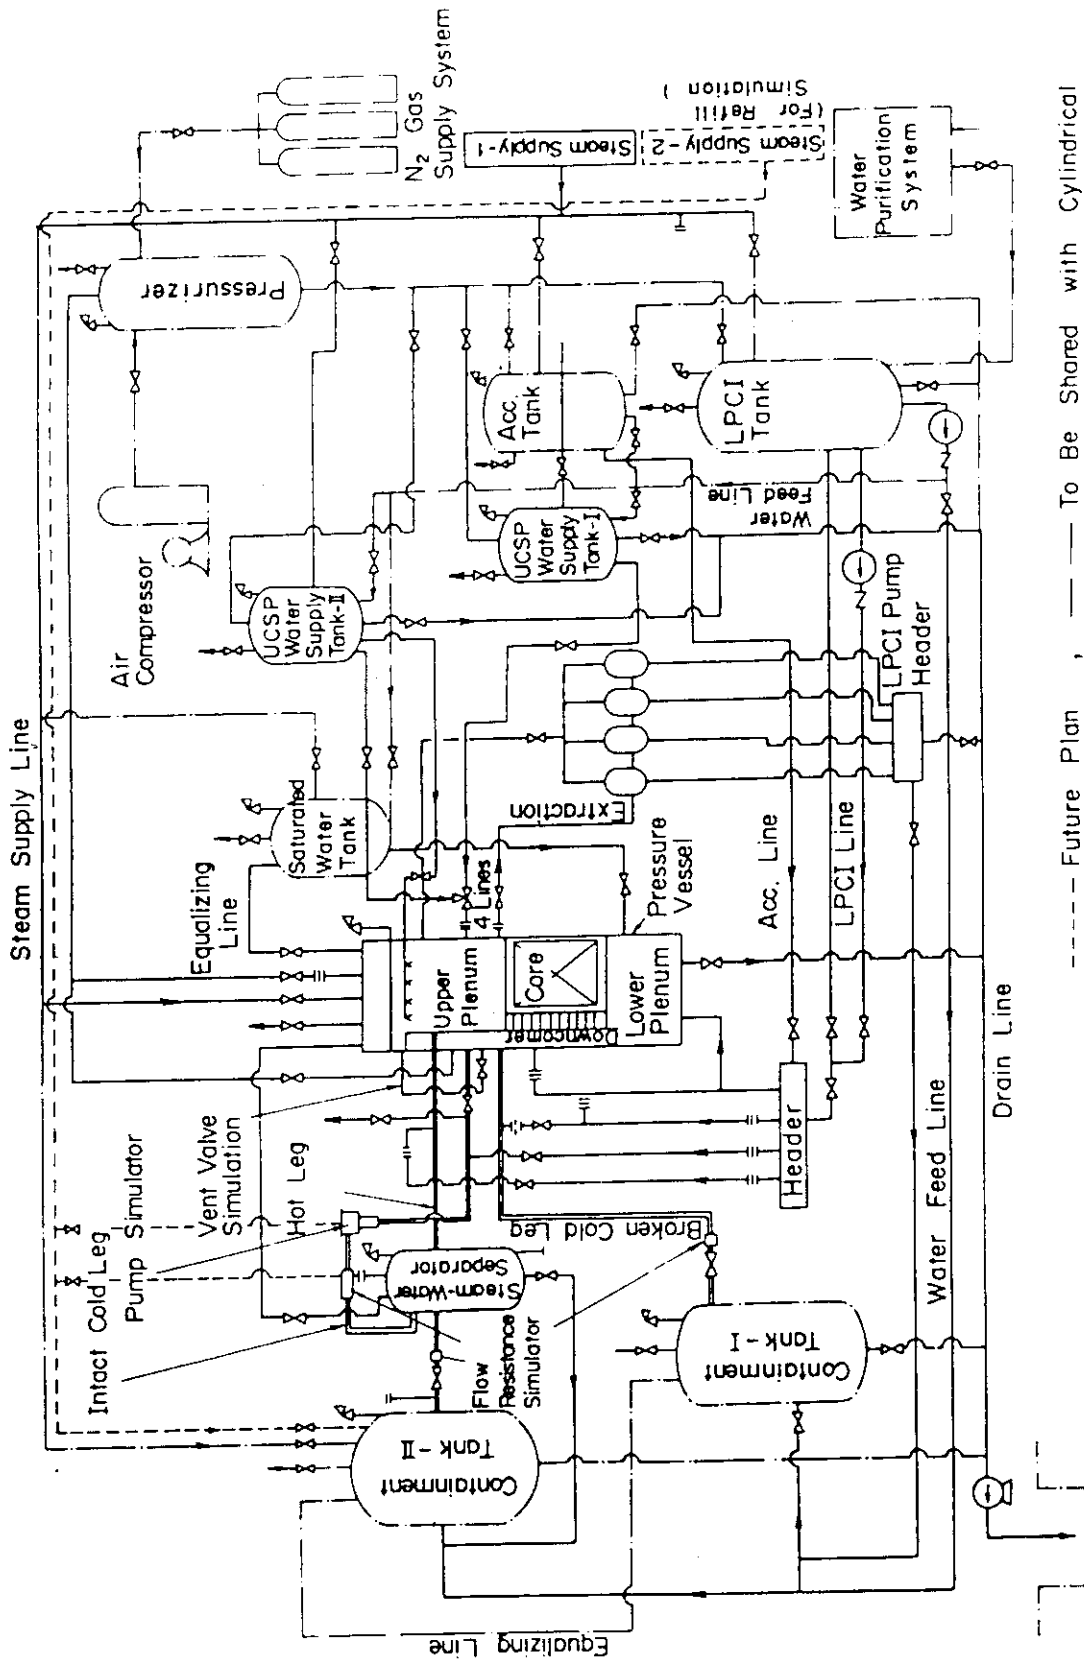 Steam Supply Line
N₂ Gas
Supply System
Steam Supply-1
Steam Supply-2
(For Refill
Simulation )
Water
Purification
System
Pressurizer
Air
Compressor
Acc.
Tank
LPCI
Tank
UCSP
Water
Supply
Tank-I
UCSP
Water
Supply
Tank-II
Water
Feed Line
LPCI Pump
Header
Saturated
Water
Tank
Equalizing
Line
Extraction
4 Lines
Pressure
Vessel
Acc. Line
LPCI Line
Upper
Plenum
Core
Downcomer
Lower
Plenum
Header
Drain Line
Water Feed Line
Vent Valve
Simulation
Hot Leg
Pump Simulator
Intact Cold Leg
Broken Cold Leg
Steam-Water
Separator
Flow
Resistance
Simulator
Containment
Tank-I
Containment
Tank-II
Equalizing Line
----- Future Plan , —— - —— To Be Shared with Cylindrical